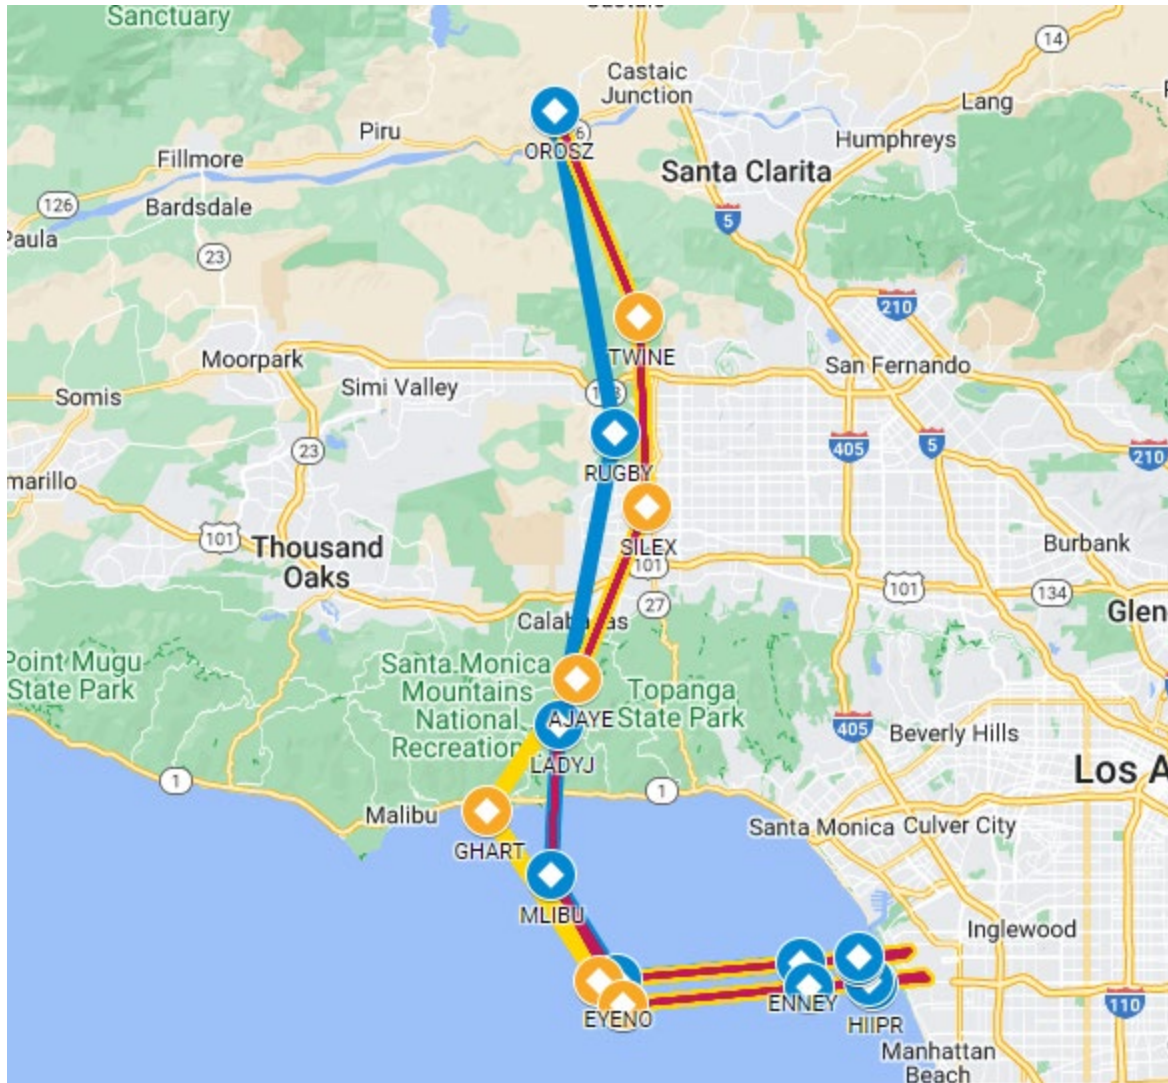 Sanctuary
14
Castaic
Junction
Lang
Piru
6
Humphreys
OROSZ
Fillmore
Santa Clarita
126
Bardsdale
5
Paula
23
210
TWINE
Moorpark
San Fernando
Simi Valley
Somis
RUGBY
405
5
210
23
marillo
SILEX
101
Thousand
Oaks
Burbank
101
101
134
27
Glen
Calabasas
Point Mugu
State Park
Santa Monica
Mountains
National
Recreation
Topanga
State Park
AJAYE
405
Beverly Hills
LADYJ
Los A
1
1
Malibu
Santa Monica
Culver City
GHART
MLIBU
Inglewood
ENNEY
EYENO
110
HIIPR
Manhattan
Beach